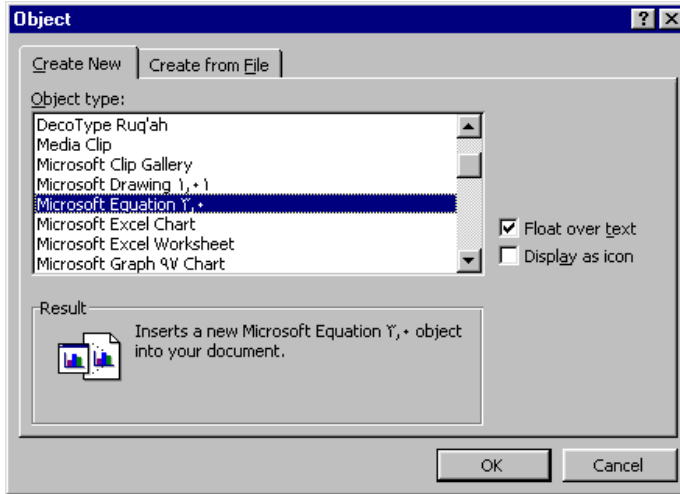 Object
Create New
Create from File
Object type:
DecoType Ruq'ah
Media Clip
Microsoft Clip Gallery
Microsoft Drawing ١,٠١
Microsoft Equation ٣,٠
Microsoft Excel Chart
Microsoft Excel Worksheet
Microsoft Graph ٩٧ Chart
Float over text
Display as icon
Result
Inserts a new Microsoft Equation ٣,٠ object
into your document.
OK
Cancel